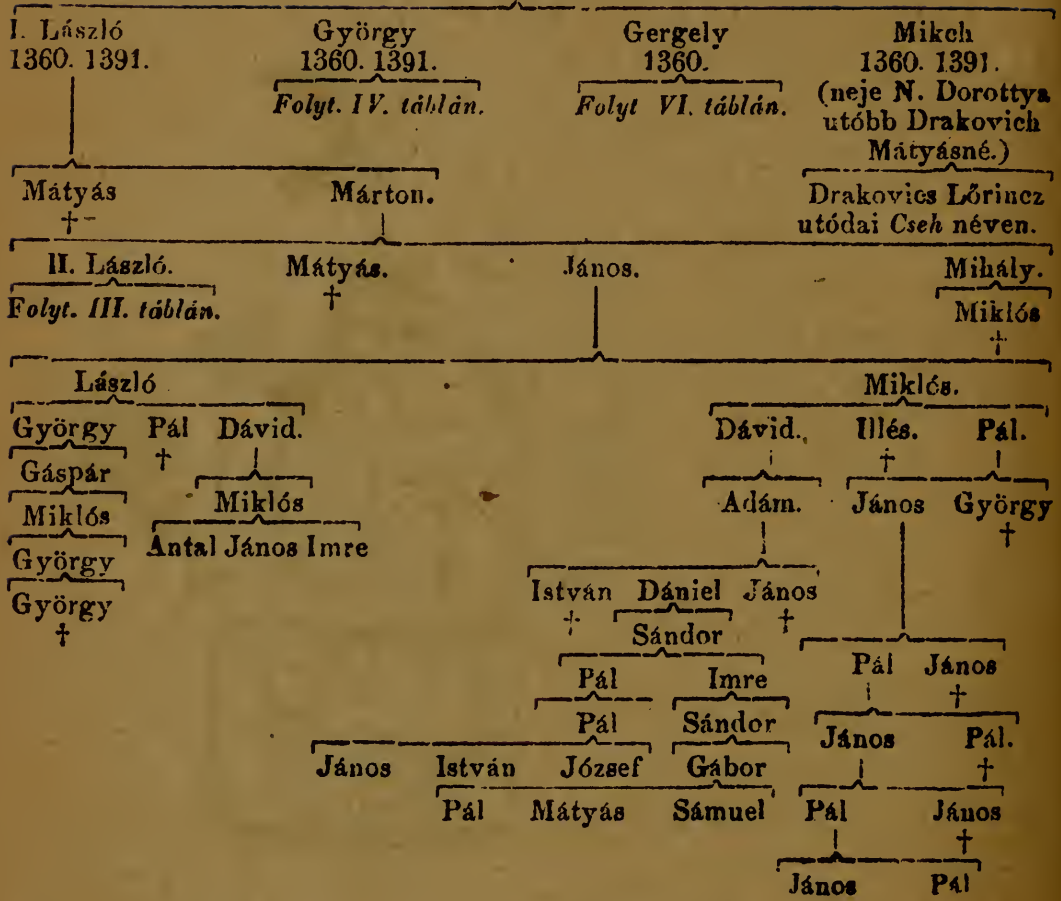 I. László György Gergely Mikch
1360. 1391. 1360. 1391. 1360. 1360. 1391.
Folyt. IV. táblán. Folyt VI. táblán. (neje N. Dorottya
utóbb Drakovich
Mátyásné.)
Mátyás Márton. Drakovics Lőrincz
† utódai Cseh néven.
II. László. Mátyás. János. Mihály.
Folyt. III. táblán. † Miklós
†
László Miklós.
György Pál Dávid. Dávid. Illés. Pál.
† †
Gáspár Miklós Adám. János György
Miklós †
Antal János Imre
György
István Dániel János
György † †
† Sándor
Pál Imre Pál János
†
Pál Sándor János Pál.
†
János István József Gábor
Pál Mátyás Sámuel Pál János
†
János Pál